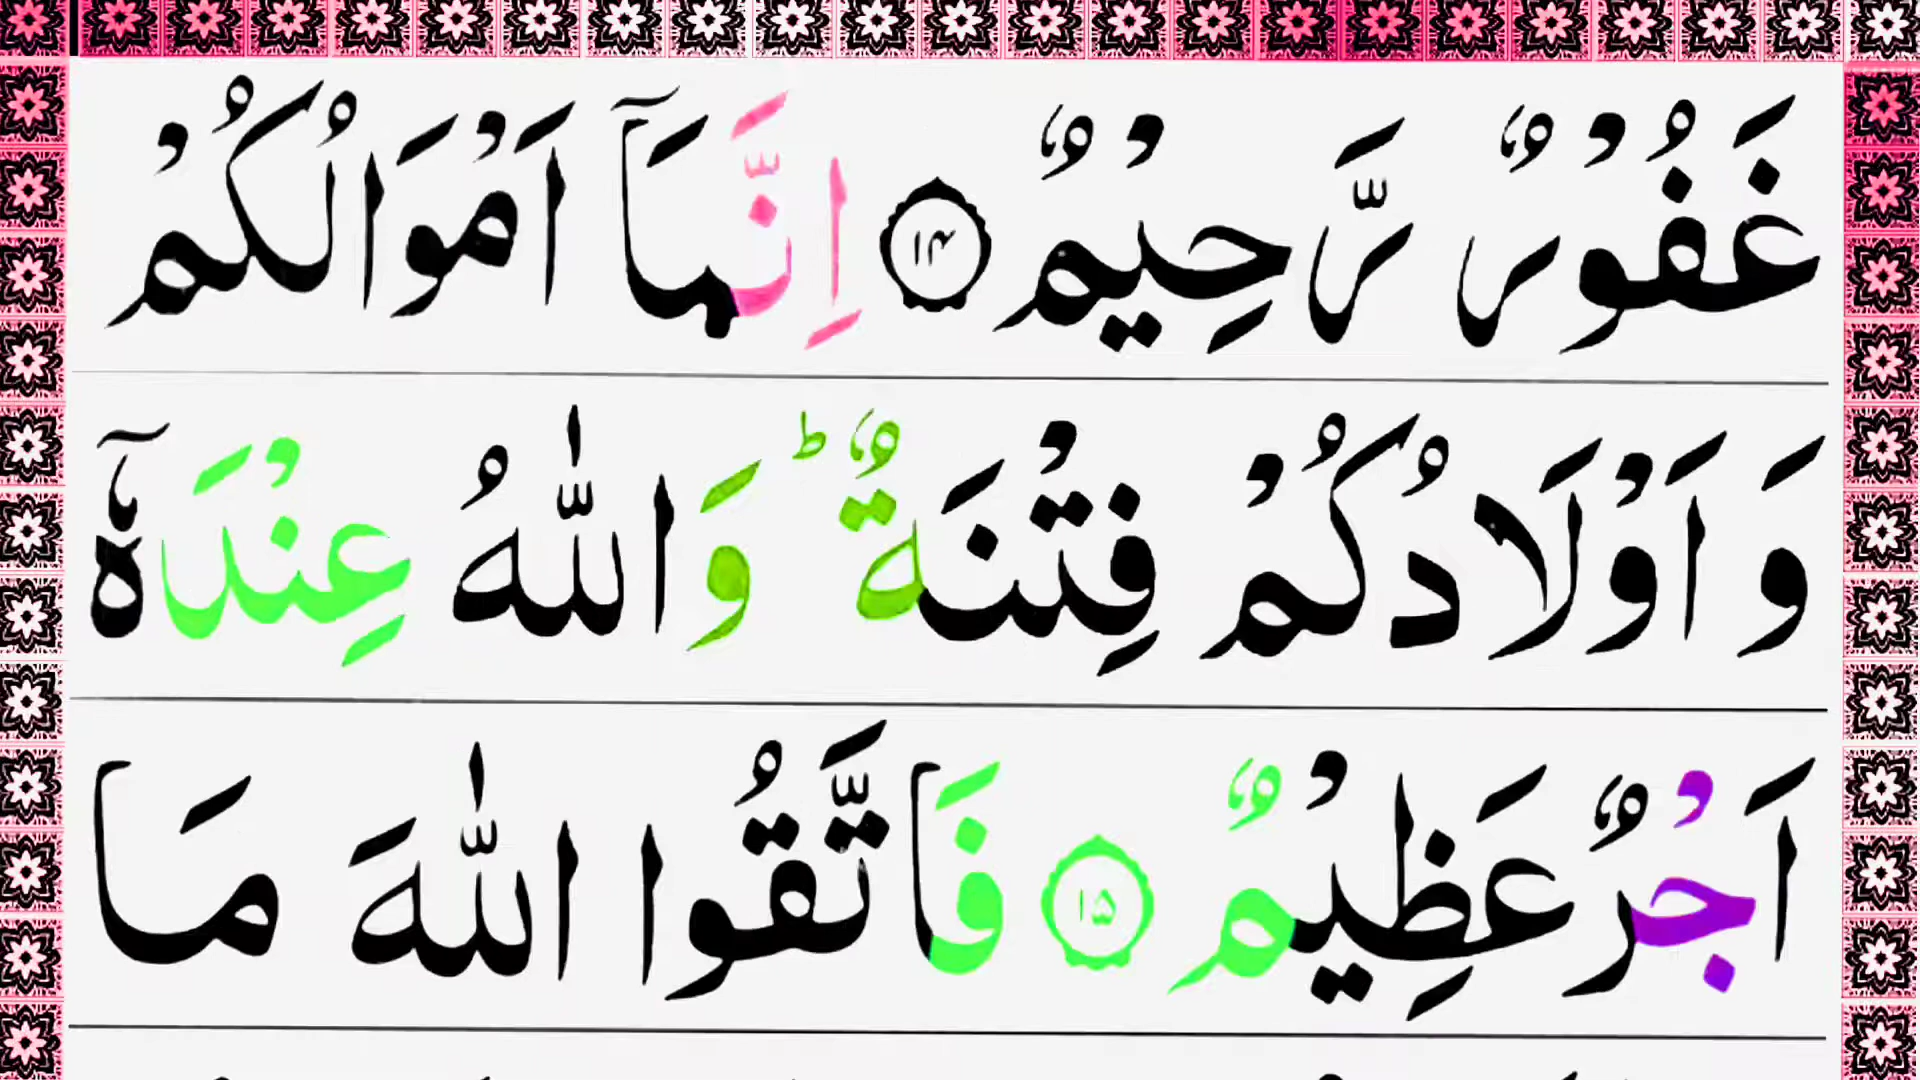 غَفُوْرٌ رَّحِيْمٌ ۝۱۴ اِنَّمَاۤ اَمْوَالُكُمْ
وَ اَوْلَادُكُمْ فِتْنَةٌ ؕ وَ اللّٰهُ عِنْدَهٗۤ
اَجْرٌ عَظِيْمٌ ۝۱۵ فَاتَّقُوا اللّٰهَ مَا